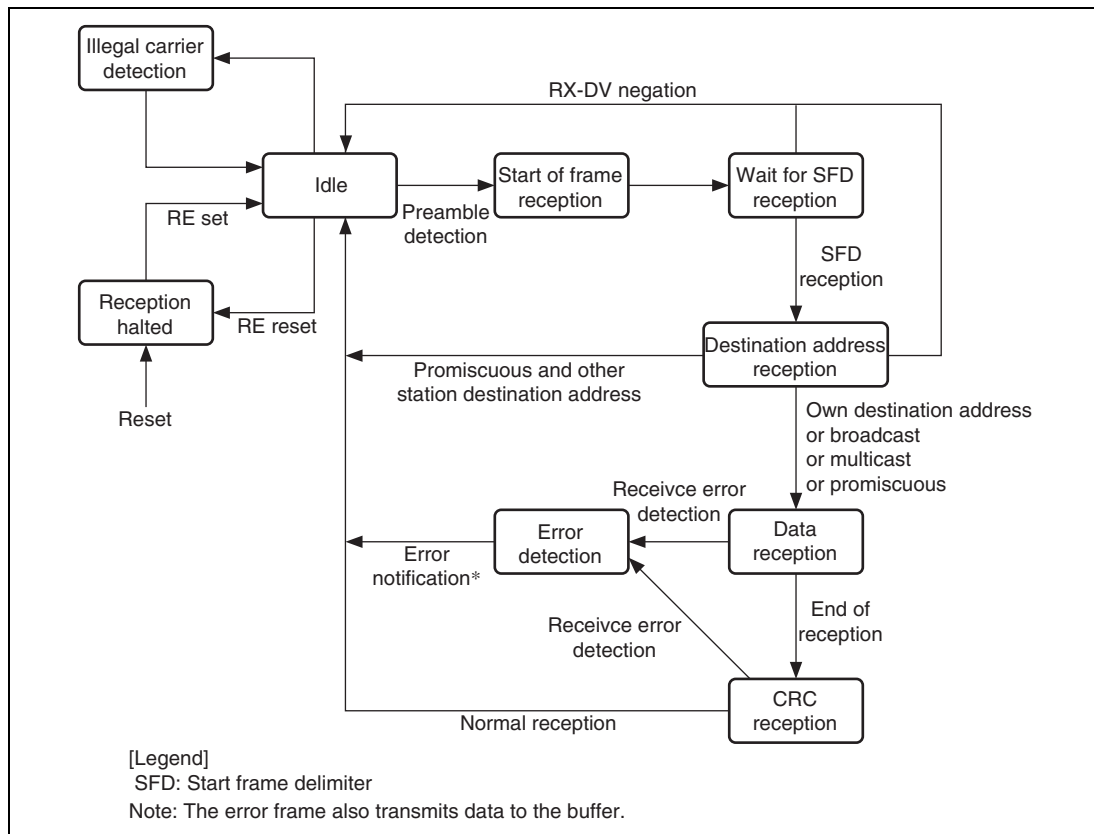 Illegal carrier
detection
RX-DV negation
Idle
Start of frame
reception
Wait for SFD
reception
Preamble
detection
RE set
SFD
reception
Reception
halted
RE reset
Destination address
reception
Promiscuous and other
station destination address
Reset
Own destination address
or broadcast
or multicast
or promiscuous
Receivce error
detection
Error
detection
Data
reception
Error
notification*
End of
reception
Receivce error
detection
CRC
reception
Normal reception
[Legend]
SFD: Start frame delimiter
Note: The error frame also transmits data to the buffer.